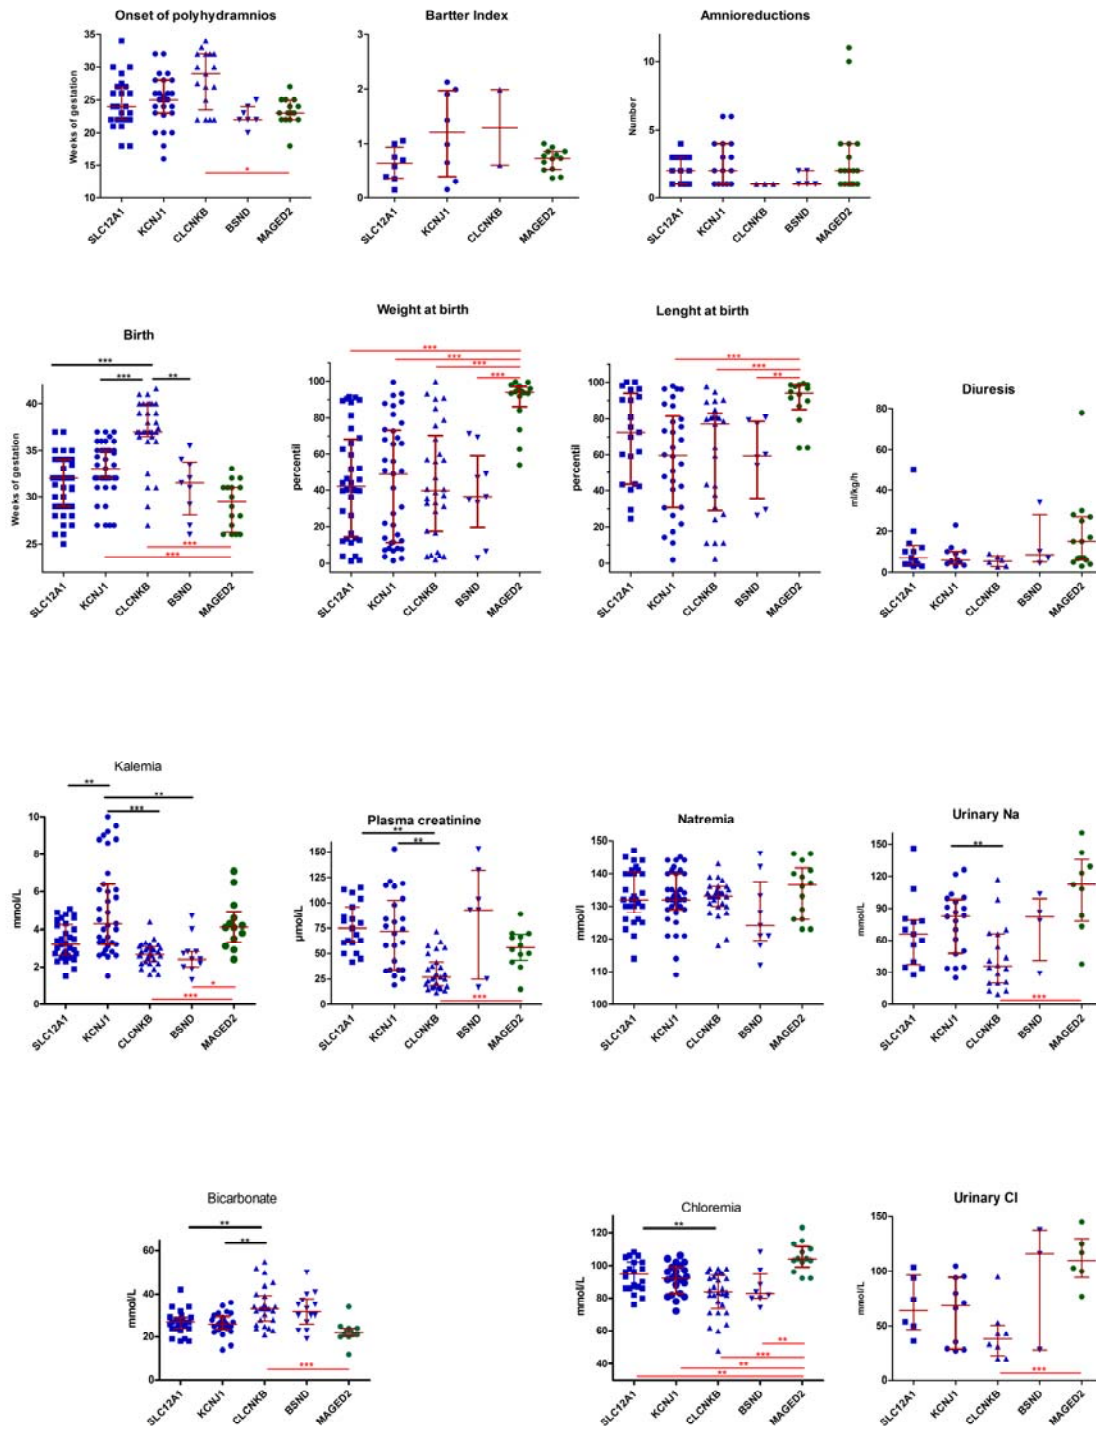 Onset of polyhydramnios
Bartter Index
Amnioreductions
Weeks of gestation
35
30
25
20
15
10
*
SLC12A1
KCNJ1
CLCNKB
BSND
MAGED2
3
2
1
0
SLC12A1
KCNJ1
CLCNKB
MAGED2
Number
10
5
0
SLC12A1
KCNJ1
CLCNKB
BSND
MAGED2
Birth
Weight at birth
Lenght at birth
Diuresis
Weeks of gestation
40
35
30
25
***
*** **
***
***
SLC12A1
KCNJ1
CLCNKB
BSND
MAGED2
percentil
100
80
60
40
20
0
***
***
***
***
SLC12A1
KCNJ1
CLCNKB
BSND
MAGED2
percentil
100
80
60
40
20
0
***
***
**
SLC12A1
KCNJ1
CLCNKB
BSND
MAGED2
ml/kg/h
80
60
40
20
0
SLC12A1
KCNJ1
CLCNKB
BSND
MAGED2
Kalemia
Plasma creatinine
Natremia
Urinary Na
mmol/L
10
8
6
4
2
0
**
**
***
*
***
SLC12A1
KCNJ1
CLCNKB
BSND
MAGED2
µmol/L
150
125
100
75
50
25
0
**
**
***
SLC12A1
KCNJ1
CLCNKB
BSND
MAGED2
mmol/l
150
140
130
120
110
100
SLC12A1
KCNJ1
CLCNKB
BSND
MAGED2
mmol/L
150
120
90
60
30
0
**
***
SLC12A1
KCNJ1
CLCNKB
BSND
MAGED2
Bicarbonate
Chloremia
Urinary Cl
mmol/L
60
40
20
0
**
**
***
SLC12A1
KCNJ1
CLCNKB
BSND
MAGED2
mmol/L
120
100
80
60
40
**
**
***
**
**
SLC12A1
KCNJ1
CLCNKB
BSND
MAGED2
mmol/L
150
100
50
0
***
SLC12A1
KCNJ1
CLCNKB
BSND
MAGED2